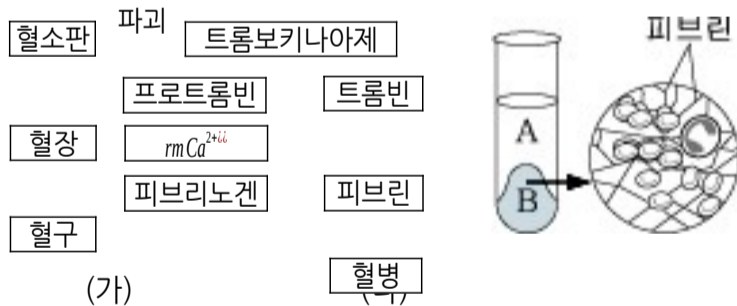 파괴 피브린
혈소판 트롬보키나아제
프로트롬빈 트롬빈
A
혈장 rmCa²⁺¿¿
피브리노겐 피브린
B
혈구
혈병
(가)